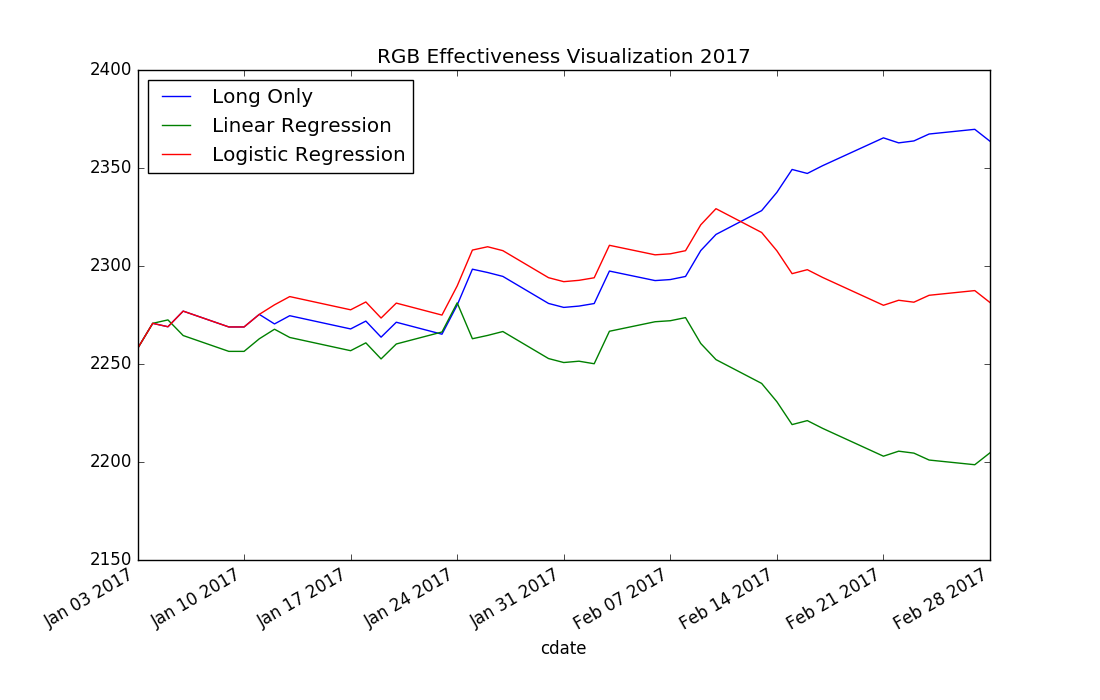 RGB Effectiveness Visualization 2017
2400
2350
2300
2250
2200
2150
Long Only
Linear Regression
Logistic Regression
Jan 03 2017
Jan 10 2017
Jan 17 2017
Jan 24 2017
Jan 31 2017
Feb 07 2017
Feb 14 2017
Feb 21 2017
Feb 28 2017
cdate